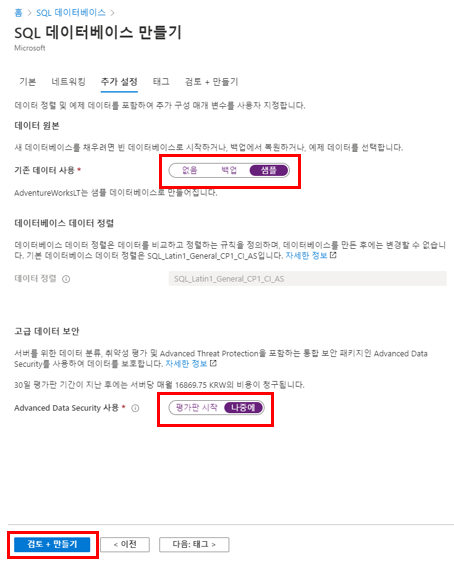 홈 > SQL 데이터베이스 >
SQL 데이터베이스 만들기
Microsoft
기본 네트워킹 추가 설정 태그 검토 + 만들기
데이터 정렬 및 예제 데이터를 포함하여 추가 구성 매개 변수를 사용자 지정합니다.
데이터 원본
새 데이터베이스를 채우려면 빈 데이터베이스로 시작하거나, 백업에서 복원하거나, 예제 데이터를 선택합니다.
기존 데이터 사용 * 없음 백업 샘플
AdventureWorksLT는 샘플 데이터베이스로 만들어집니다.
데이터베이스 데이터 정렬
데이터베이스 데이터 정렬은 데이터를 비교하고 정렬하는 규칙을 정의하며, 데이터베이스를 만든 후에는 변경할 수 없습니
다. 기본 데이터베이스 데이터 정렬은 SQL_Latin1_General_CP1_CI_AS입니다. 자세한 정보
데이터 정렬 SQL_Latin1_General_CP1_CI_AS
고급 데이터 보안
서버를 위한 데이터 분류, 취약성 평가 및 Advanced Threat Protection을 포함하는 통합 보안 패키지인 Advanced Data
Security를 사용하여 데이터를 보호합니다. 자세한 정보
30일 평가판 기간이 지난 후에는 서버당 매월 16869.75 KRW의 비용이 청구됩니다.
Advanced Data Security 사용 * 평가판 시작 나중에
검토 + 만들기 < 이전 다음: 태그 >